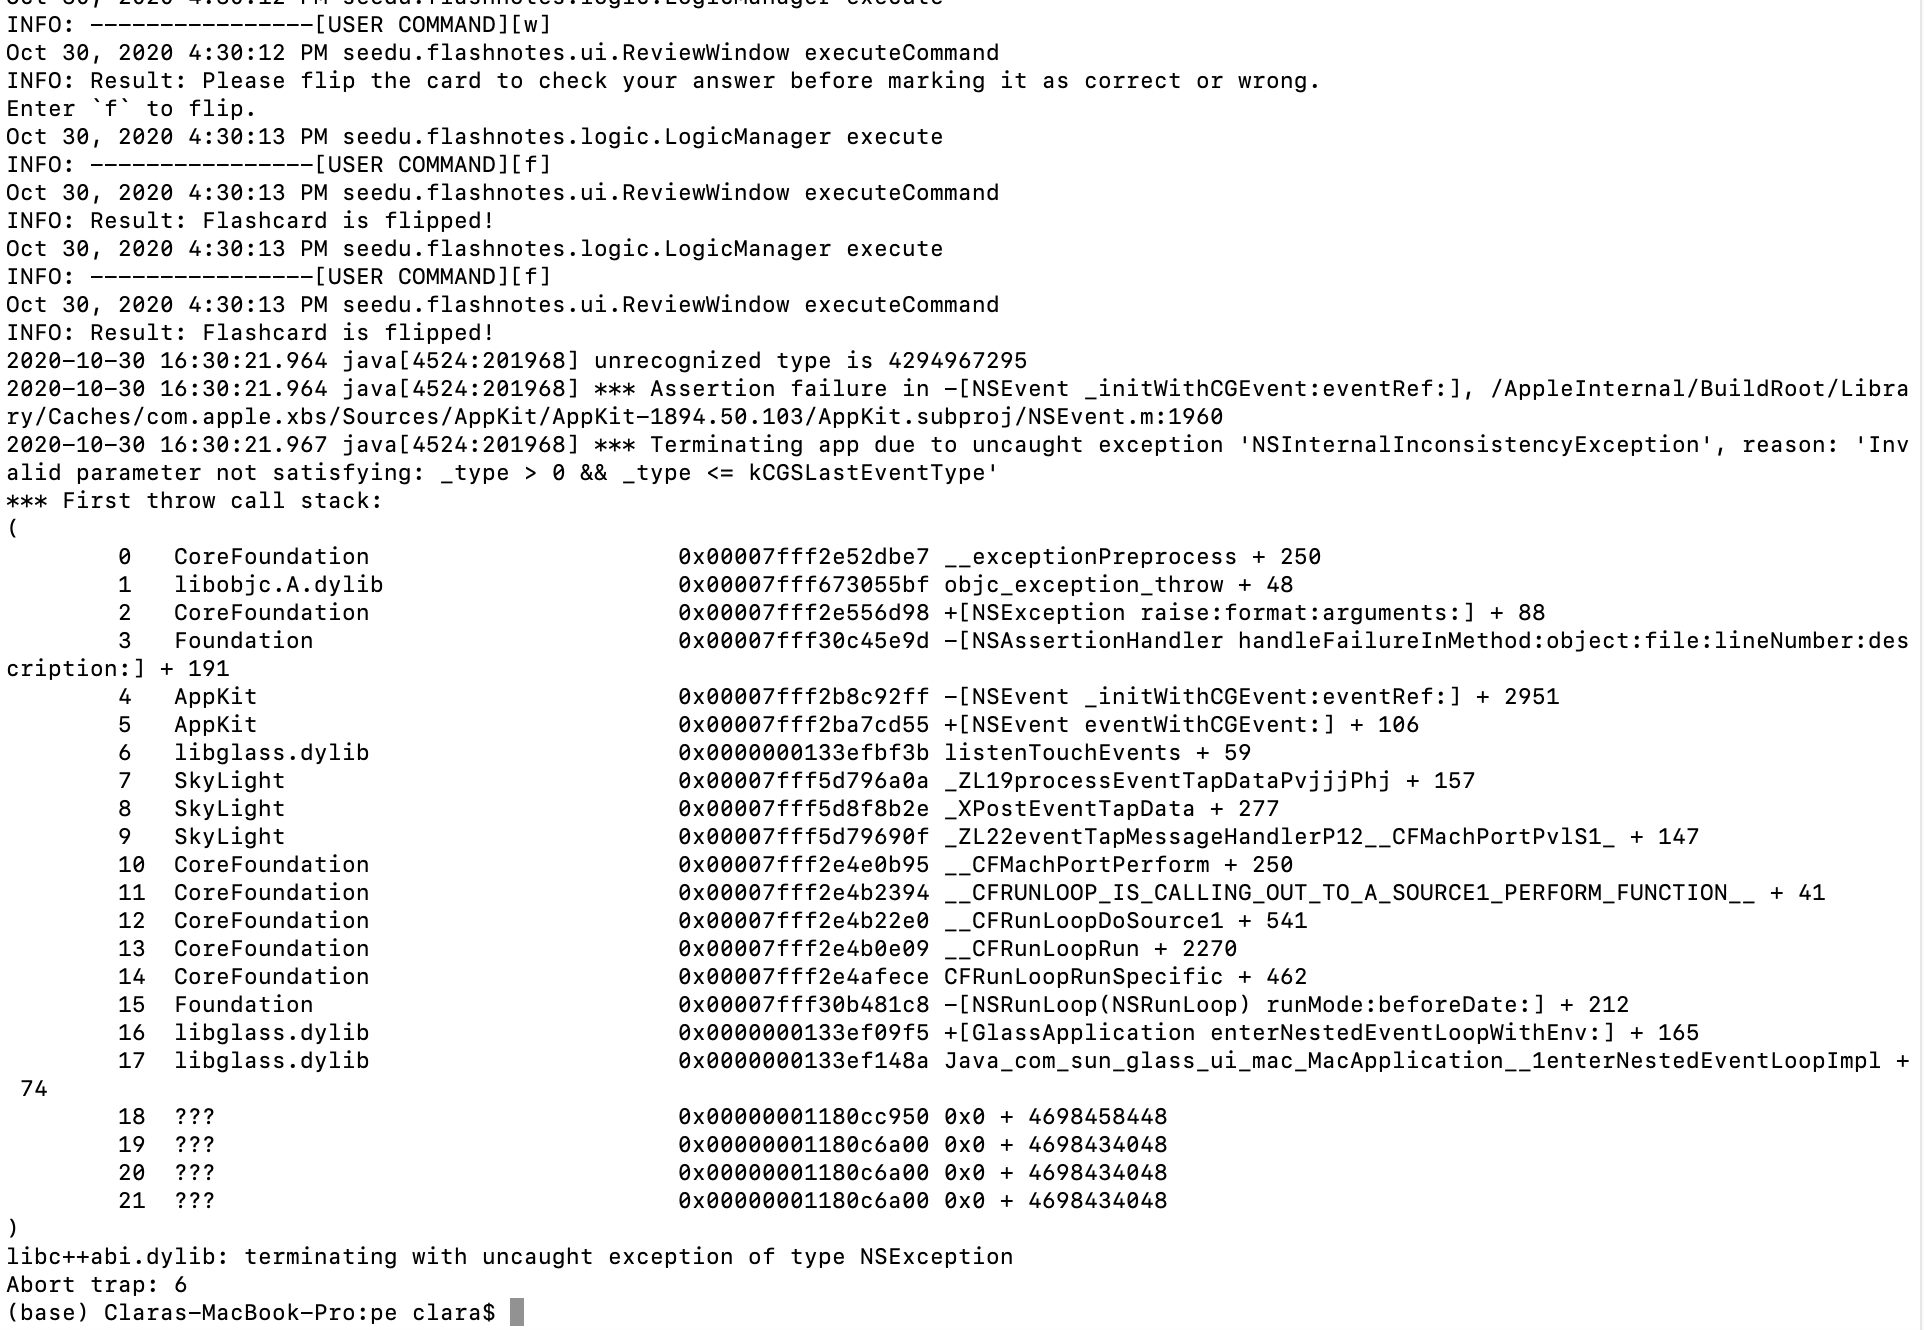 Oct 30, 2020 4:30:12 PM seedu.flashnotes.logic.LogicManager execute
INFO: ----------------[USER COMMAND][w]
Oct 30, 2020 4:30:12 PM seedu.flashnotes.ui.ReviewWindow executeCommand
INFO: Result: Please flip the card to check your answer before marking it as correct or wrong.
Enter `f` to flip.
Oct 30, 2020 4:30:13 PM seedu.flashnotes.logic.LogicManager execute
INFO: ----------------[USER COMMAND][f]
Oct 30, 2020 4:30:13 PM seedu.flashnotes.ui.ReviewWindow executeCommand
INFO: Result: Flashcard is flipped!
Oct 30, 2020 4:30:13 PM seedu.flashnotes.logic.LogicManager execute
INFO: ----------------[USER COMMAND][f]
Oct 30, 2020 4:30:13 PM seedu.flashnotes.ui.ReviewWindow executeCommand
INFO: Result: Flashcard is flipped!
2020-10-30 16:30:21.964 java[4524:201968] unrecognized type is 4294967295
2020-10-30 16:30:21.964 java[4524:201968] *** Assertion failure in -[NSEvent _initWithCGEvent:eventRef:], /AppleInternal/BuildRoot/Libra
ry/Caches/com.apple.xbs/Sources/AppKit/AppKit-1894.50.103/AppKit.subproj/NSEvent.m:1960
2020-10-30 16:30:21.967 java[4524:201968] *** Terminating app due to uncaught exception 'NSInternalInconsistencyException', reason: 'Inv
alid parameter not satisfying: _type > 0 && _type <= kCGSLastEventType'
*** First throw call stack:
(
0 CoreFoundation 0x00007fff2e52dbe7 __exceptionPreprocess + 250
1 libobjc.A.dylib 0x00007fff673055bf objc_exception_throw + 48
2 CoreFoundation 0x00007fff2e556d98 +[NSException raise:format:arguments:] + 88
3 Foundation 0x00007fff30c45e9d -[NSAssertionHandler handleFailureInMethod:object:file:lineNumber:des
cription:] + 191
4 AppKit 0x00007fff2b8c92ff -[NSEvent _initWithCGEvent:eventRef:] + 2951
5 AppKit 0x00007fff2ba7cd55 +[NSEvent eventWithCGEvent:] + 106
6 libglass.dylib 0x0000000133efbf3b listenTouchEvents + 59
7 SkyLight 0x00007fff5d796a0a _ZL19processEventTapDataPvjjjPhj + 157
8 SkyLight 0x00007fff5d8f8b2e _XPostEventTapData + 277
9 SkyLight 0x00007fff5d79690f _ZL22eventTapMessageHandlerP12__CFMachPortPvlS1_ + 147
10 CoreFoundation 0x00007fff2e4e0b95 __CFMachPortPerform + 250
11 CoreFoundation 0x00007fff2e4b2394 __CFRUNLOOP_IS_CALLING_OUT_TO_A_SOURCE1_PERFORM_FUNCTION__ + 41
12 CoreFoundation 0x00007fff2e4b22e0 __CFRunLoopDoSource1 + 541
13 CoreFoundation 0x00007fff2e4b0e09 __CFRunLoopRun + 2270
14 CoreFoundation 0x00007fff2e4afece CFRunLoopRunSpecific + 462
15 Foundation 0x00007fff30b481c8 -[NSRunLoop(NSRunLoop) runMode:beforeDate:] + 212
16 libglass.dylib 0x0000000133ef09f5 +[GlassApplication enterNestedEventLoopWithEnv:] + 165
17 libglass.dylib 0x0000000133ef148a Java_com_sun_glass_ui_mac_MacApplication__1enterNestedEventLoopImpl +
74
18 ??? 0x00000001180cc950 0x0 + 4698458448
19 ??? 0x00000001180c6a00 0x0 + 4698434048
20 ??? 0x00000001180c6a00 0x0 + 4698434048
21 ??? 0x00000001180c6a00 0x0 + 4698434048
)
libc++abi.dylib: terminating with uncaught exception of type NSException
Abort trap: 6
(base) Claras-MacBook-Pro:pe clara$